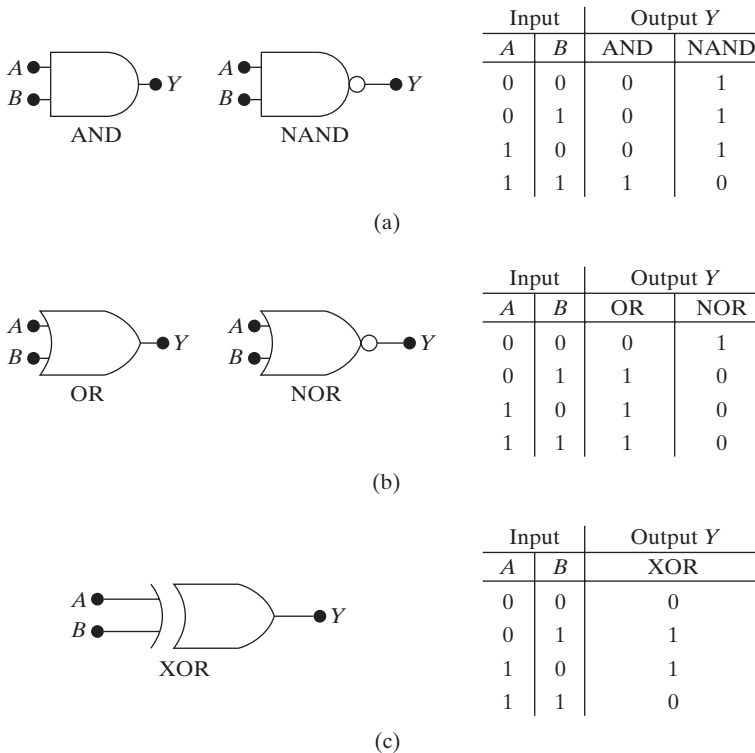 Input Output Y
A B AND NAND
A Y A Y
0 0 0 1
B B
0 1 0 1
AND NAND
1 0 0 1
1 1 1 0
(a)
Input Output Y
A B OR NOR
A Y A Y
0 0 0 1
B B
0 1 1 0
OR NOR
1 0 1 0
1 1 1 0
(b)
Input Output Y
A B XOR
A
0 0 0
B Y
0 1 1
XOR
1 0 1
1 1 0
(c)